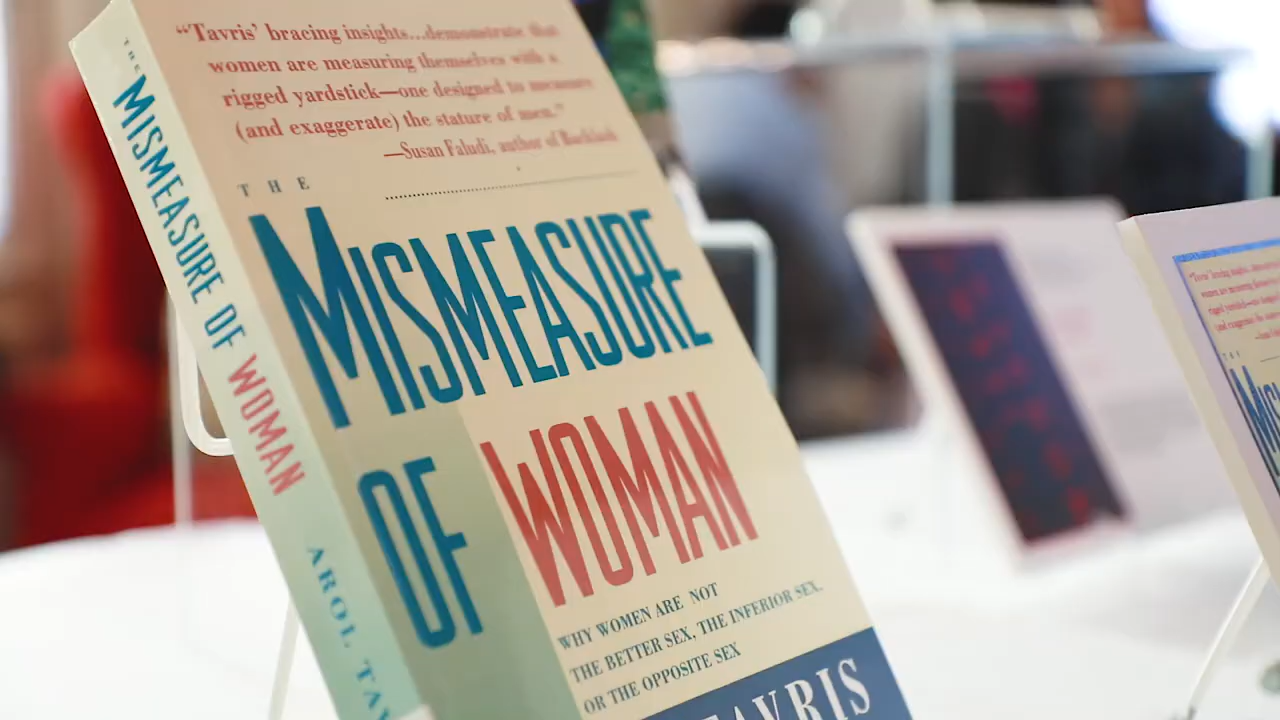 "Tavris' bracing insights...demonstrate that
women are measuring themselves with a
rigged yardstick—one designed to measure
(and exaggerate) the stature of men."
—Susan Faludi, author of Backlash
THE
MISMEASURE
OF WOMAN
WHY WOMEN ARE NOT
THE BETTER SEX, THE INFERIOR SEX,
OR THE OPPOSITE SEX
TAVRIS
THE MISMEASURE OF WOMAN
AROL TAV